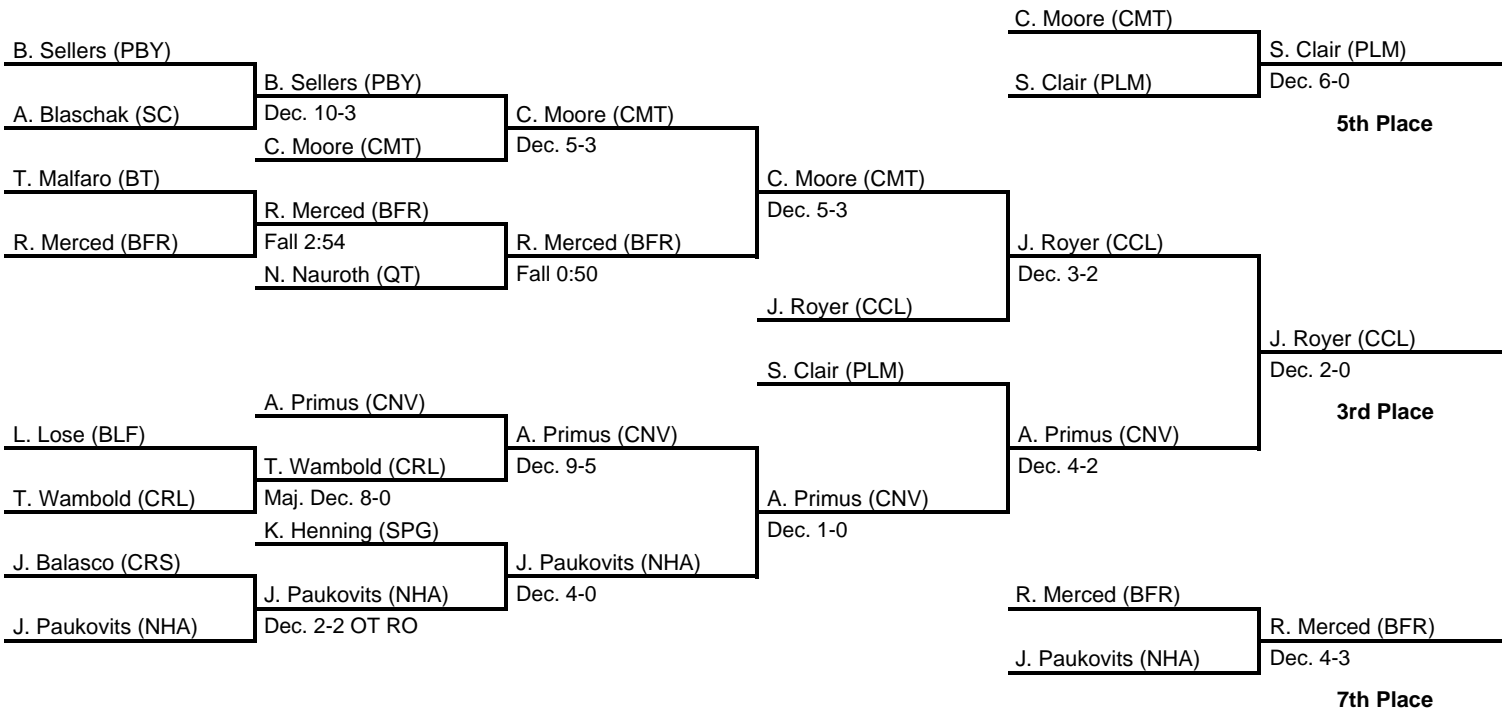 B. Sellers (PBY)
A. Blaschak (SC)
T. Malfaro (BT)
R. Merced (BFR)
L. Lose (BLF)
T. Wambold (CRL)
J. Balasco (CRS)
J. Paukovits (NHA)
B. Sellers (PBY)
Dec. 10-3
C. Moore (CMT)
R. Merced (BFR)
Fall 2:54
N. Nauroth (QT)
A. Primus (CNV)
T. Wambold (CRL)
Maj. Dec. 8-0
K. Henning (SPG)
J. Paukovits (NHA)
Dec. 2-2 OT RO
C. Moore (CMT)
Dec. 5-3
R. Merced (BFR)
Fall 0:50
A. Primus (CNV)
Dec. 9-5
J. Paukovits (NHA)
Dec. 4-0
C. Moore (CMT)
Dec. 5-3
J. Royer (CCL)
S. Clair (PLM)
A. Primus (CNV)
Dec. 1-0
J. Royer (CCL)
Dec. 3-2
A. Primus (CNV)
Dec. 4-2
J. Royer (CCL)
Dec. 2-0
3rd Place
C. Moore (CMT)
S. Clair (PLM)
S. Clair (PLM)
Dec. 6-0
5th Place
R. Merced (BFR)
J. Paukovits (NHA)
R. Merced (BFR)
Dec. 4-3
7th Place